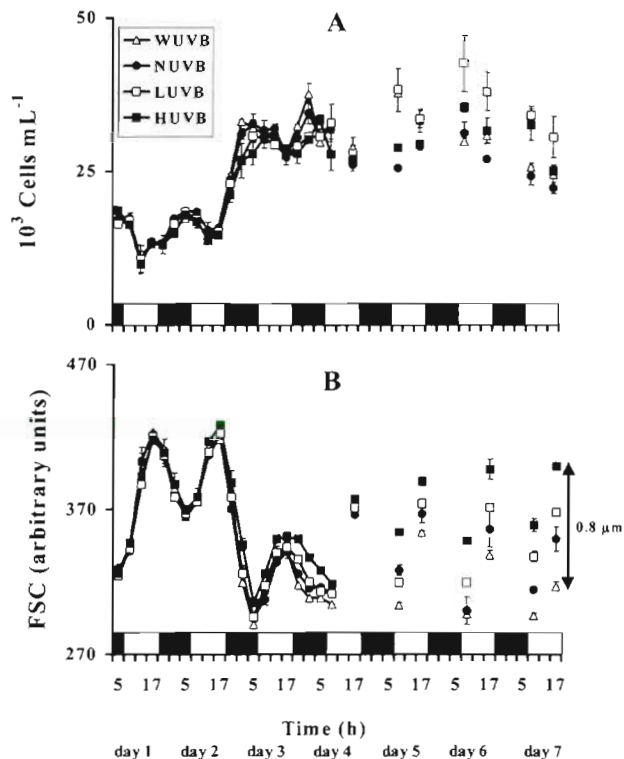 A
50
WUVB
NUVB
LUVB
HUVB
25
0
10³ Cells mL⁻¹
B
470
370
270
FSC (arbitrary units)
0.8 µm
5 17 5 17 5 17 5 17 5 17 5 17 5 17
Time (h)
day 1 day 2 day 3 day 4 day 5 day 6 day 7